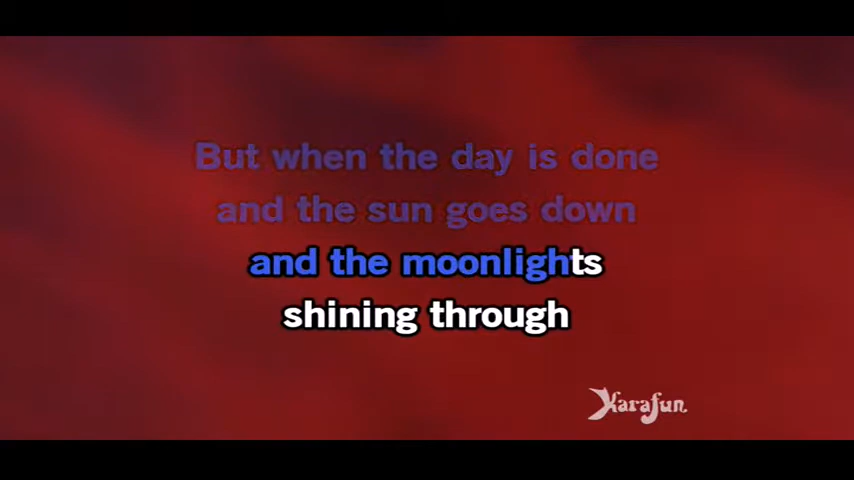 But when the day is done
and the sun goes down
and the moonlights
shining through
Karafun